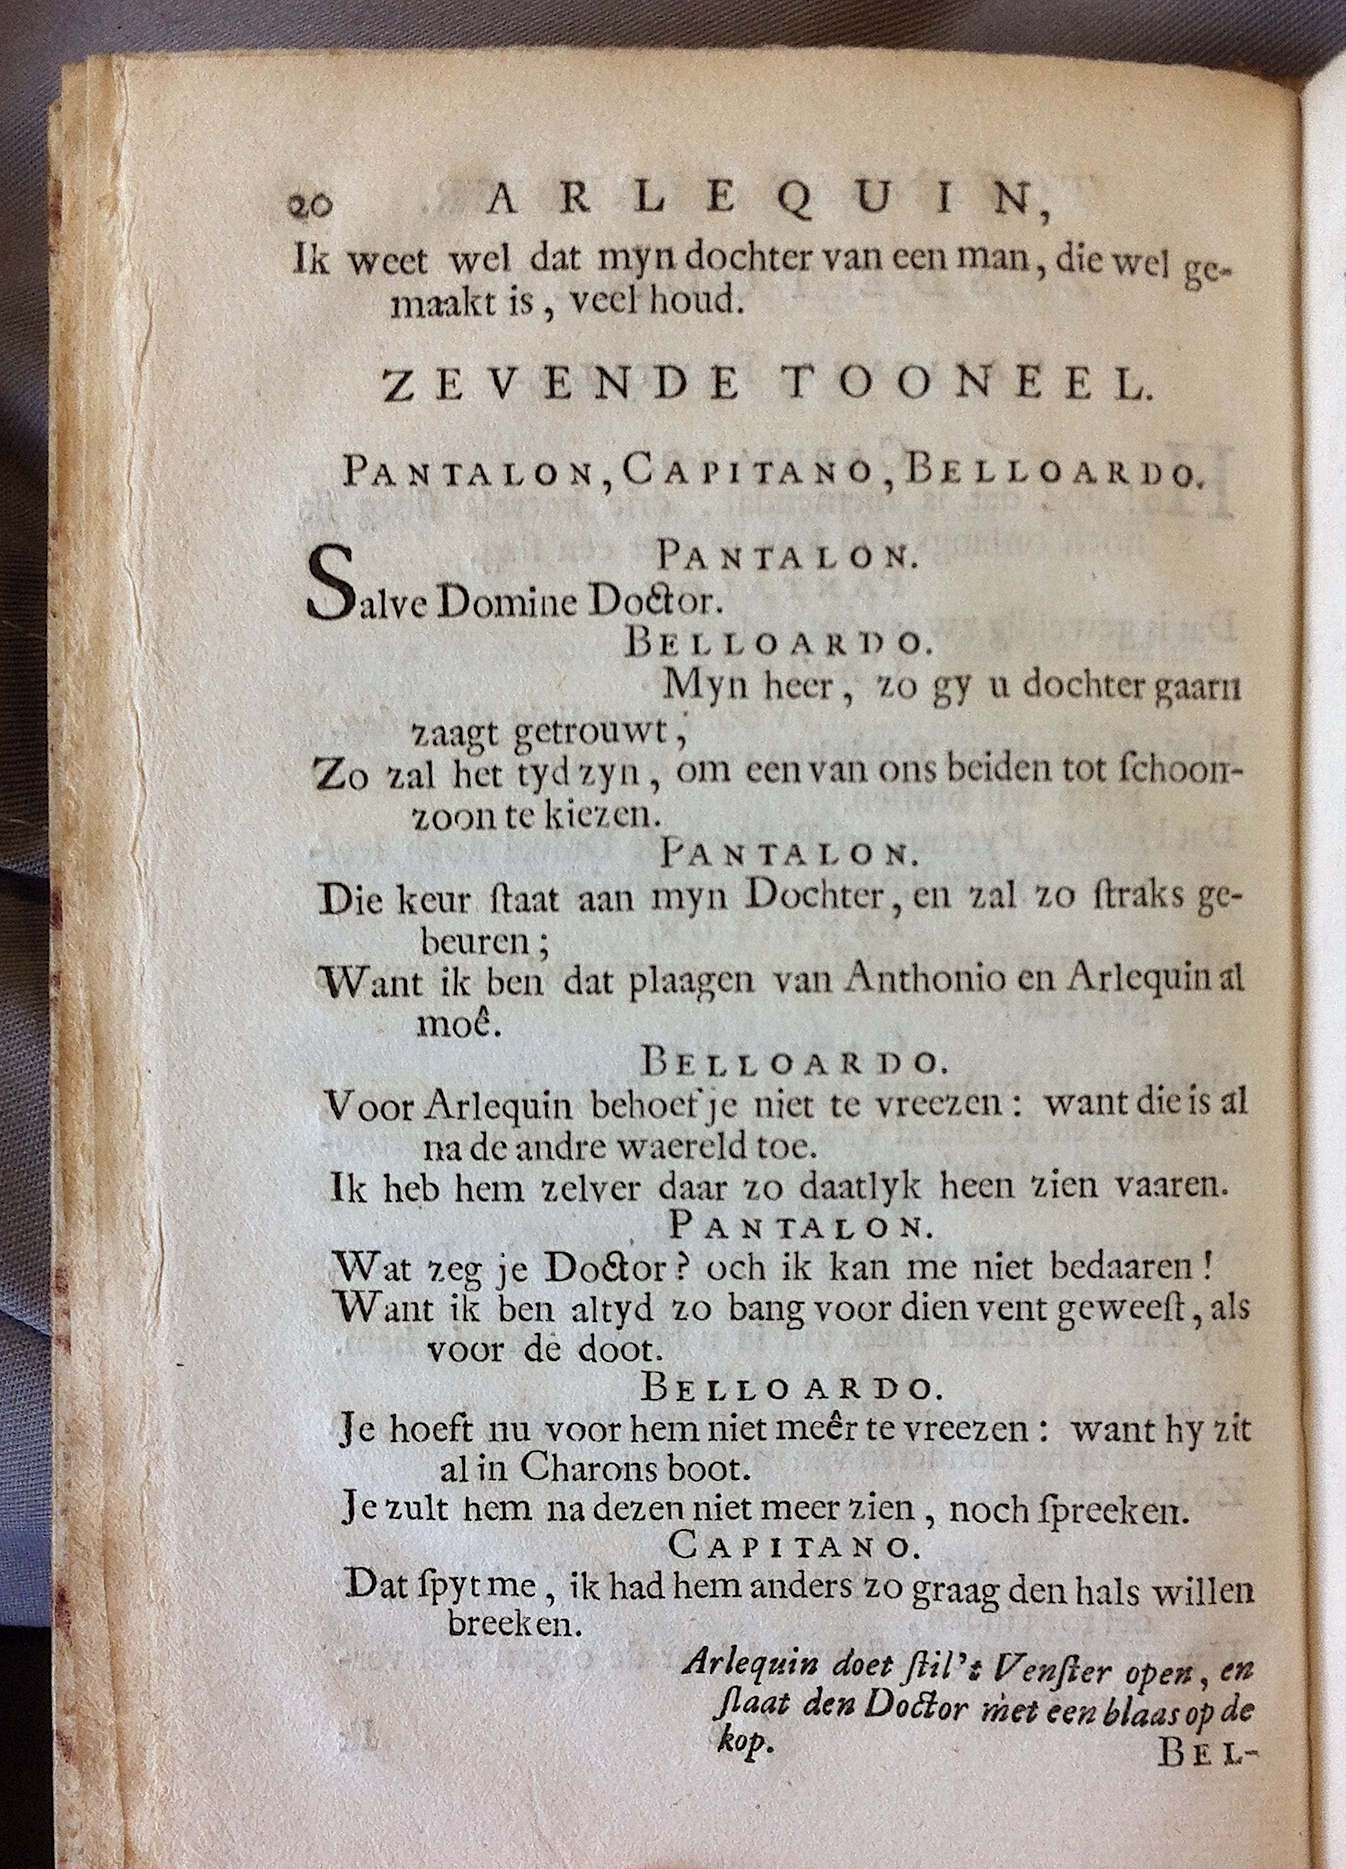 20 ARLEQUIN,
Ik weet wel dat myn dochter van een man, die wel ge-
maakt is, veel houd.
ZEVENDE TOONEEL.
PANTALON, CAPITANO, BELLOARDO.
PANTALON.
Salve Domine Doctor.
BELLOARDO.
Myn heer, zo gy u dochter gaarn
zaagt getrouwt,
Zo zal het tyd zyn, om een van ons beiden tot ſchoon-
zoon te kiezen.
PANTALON.
Die keur ſtaat aan myn Dochter, en zal zo ſtraks ge-
beuren;
Want ik ben dat plaagen van Anthonio en Arlequin al
moê.
BELLOARDO.
Voor Arlequin behoef je niet te vreezen: want die is al
na de andre waereld toe.
Ik heb hem zelver daar zo daatlyk heen zien vaaren.
PANTALON.
Wat zeg je Doctor? och ik kan me niet bedaaren!
Want ik ben altyd zo bang voor dien vent geweeſt, als
voor de doot.
BELLOARDO.
Je hoeft nu voor hem niet meêr te vreezen: want hy zit
al in Charons boot.
Je zult hem na dezen niet meer zien, noch ſpreeken.
CAPITANO.
Dat ſpyt me, ik had hem anders zo graag den hals willen
breeken.
Arlequin doet ſtil't Venſter open, en
ſlaat den Doctor met een blaas op de
kop.
BEL-